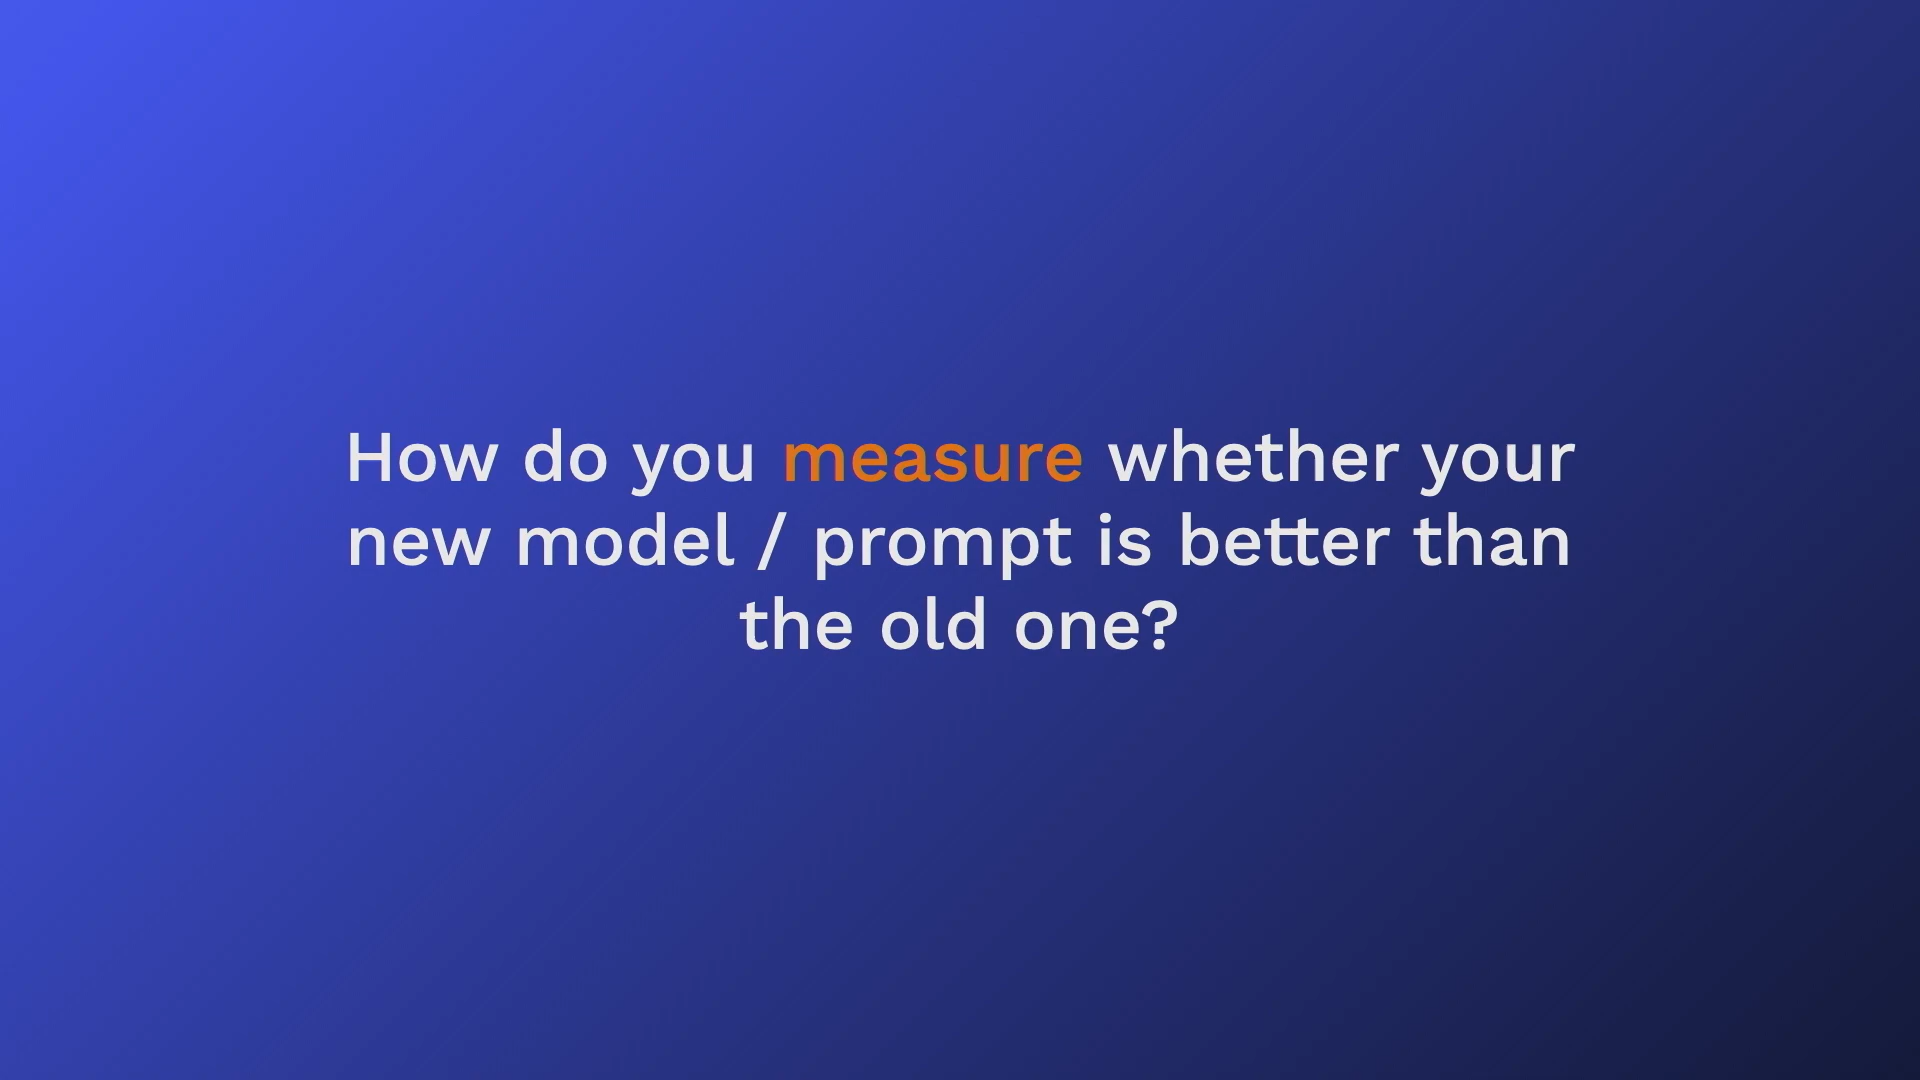 How do you measure whether your
new model / prompt is better than
the old one?